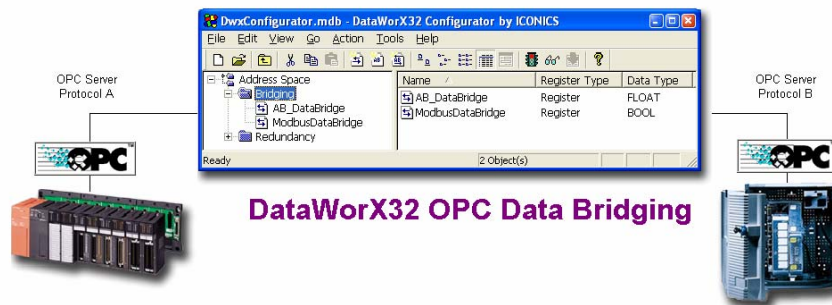 DwxConfigurator.mdb - DataWorX32 Configurator by ICONICS
File Edit View Go Action Tools Help
Address Space
Bridging
AB_DataBridge
ModbusDataBridge
Redundancy
Name Register Type Data Type
AB_DataBridge Register FLOAT
ModbusDataBridge Register BOOL
Ready 2 Object(s)
OPC Server
Protocol A
OPC
OPC Server
Protocol B
OPC
DataWorX32 OPC Data Bridging